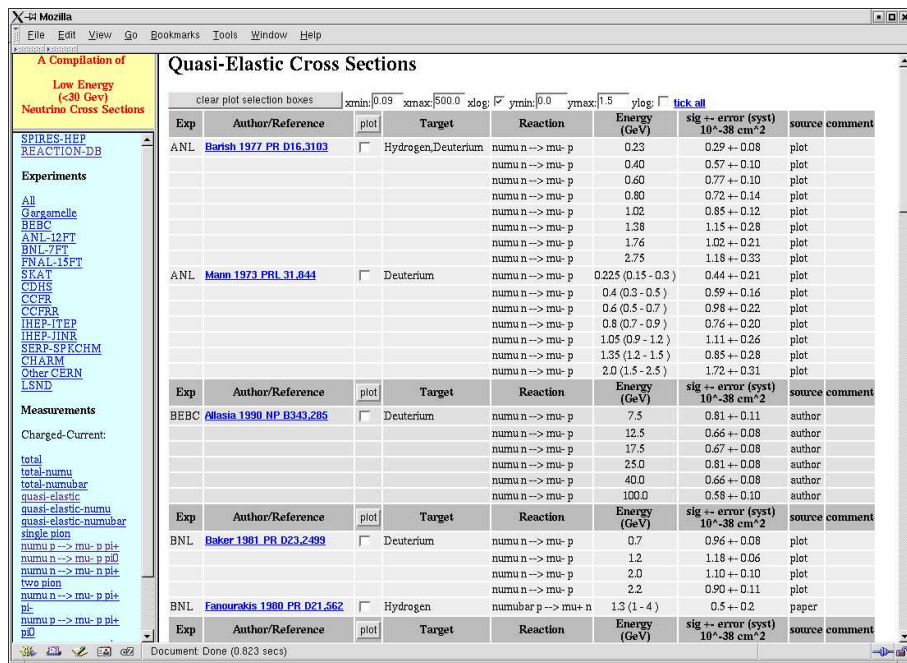 Mozilla
File Edit View Go Bookmarks Tools Window Help
A Compilation of
Low Energy
(<30 Gev)
Neutrino Cross Sections
SPIRES-HEP
REACTION-DB
Experiments
All
Gargamelle
BEBC
ANL-12FT
BNL-7FT
FNAL-15FT
SKAT
CDHS
CCFR
CCFRR
IHEP-ITEP
IHEP-JINR
SERP-SPKCHM
CHARM
Other CERN
LSND
Measurements
Charged-Current:
total
total-numu
total-numubar
quasi-elastic
quasi-elastic-numu
quasi-elastic-numubar
single pion
numu p --> mu- p pi+
numu n --> mu- p pi0
numu n --> mu- n pi+
two pion
numu n --> mu- p pi+
pi-
numu p --> mu- p pi+
pi0
Quasi-Elastic Cross Sections
clear plot selection boxes xmin: 0.09 xmax: 500.0 xlog: ymin: 0.0 ymax: 1.5 ylog: tick all
Exp Author/Reference plot Target Reaction Energy (GeV) sig +- error (syst) 10^-38 cm^2 source comment
ANL Barish 1977 PR D16,3103 Hydrogen,Deuterium numu n --> mu- p 0.23 0.29 +- 0.08 plot
numu n --> mu- p 0.40 0.57 +- 0.10 plot
numu n --> mu- p 0.60 0.77 +- 0.10 plot
numu n --> mu- p 0.80 0.72 +- 0.14 plot
numu n --> mu- p 1.02 0.85 +- 0.12 plot
numu n --> mu- p 1.38 1.15 +- 0.28 plot
numu n --> mu- p 1.76 1.02 +- 0.21 plot
numu n --> mu- p 2.75 1.18 +- 0.33 plot
ANL Mann 1973 PRL 31,844 Deuterium numu n --> mu- p 0.225 (0.15 - 0.3 ) 0.44 +- 0.21 plot
numu n --> mu- p 0.4 (0.3 - 0.5 ) 0.59 +- 0.16 plot
numu n --> mu- p 0.6 (0.5 - 0.7 ) 0.98 +- 0.22 plot
numu n --> mu- p 0.8 (0.7 - 0.9 ) 0.76 +- 0.20 plot
numu n --> mu- p 1.05 (0.9 - 1.2 ) 1.11 +- 0.26 plot
numu n --> mu- p 1.35 (1.2 - 1.5 ) 0.85 +- 0.28 plot
numu n --> mu- p 2.0 (1.5 - 2.5 ) 1.72 +- 0.31 plot
Exp Author/Reference plot Target Reaction Energy (GeV) sig +- error (syst) 10^-38 cm^2 source comment
BEBC Allasia 1990 NP B343,285 Deuterium numu n --> mu- p 7.5 0.81 +- 0.11 author
numu n --> mu- p 12.5 0.66 +- 0.08 author
numu n --> mu- p 17.5 0.67 +- 0.08 author
numu n --> mu- p 25.0 0.81 +- 0.08 author
numu n --> mu- p 40.0 0.66 +- 0.08 author
numu n --> mu- p 100.0 0.58 +- 0.10 author
Exp Author/Reference plot Target Reaction Energy (GeV) sig +- error (syst) 10^-38 cm^2 source comment
BNL Baker 1981 PR D23,2499 Deuterium numu n --> mu- p 0.7 0.96 +- 0.08 plot
numu n --> mu- p 1.2 1.18 +- 0.06 plot
numu n --> mu- p 2.0 1.10 +- 0.10 plot
numu n --> mu- p 2.2 0.90 +- 0.11 plot
BNL Fanourakis 1980 PR D21,562 Hydrogen numubar p --> mu+ n 1.3 (1 - 4 ) 0.5 +- 0.2 paper
Exp Author/Reference plot Target Reaction Energy (GeV) sig +- error (syst) 10^-38 cm^2 source comment
Document: Done (0.823 secs)